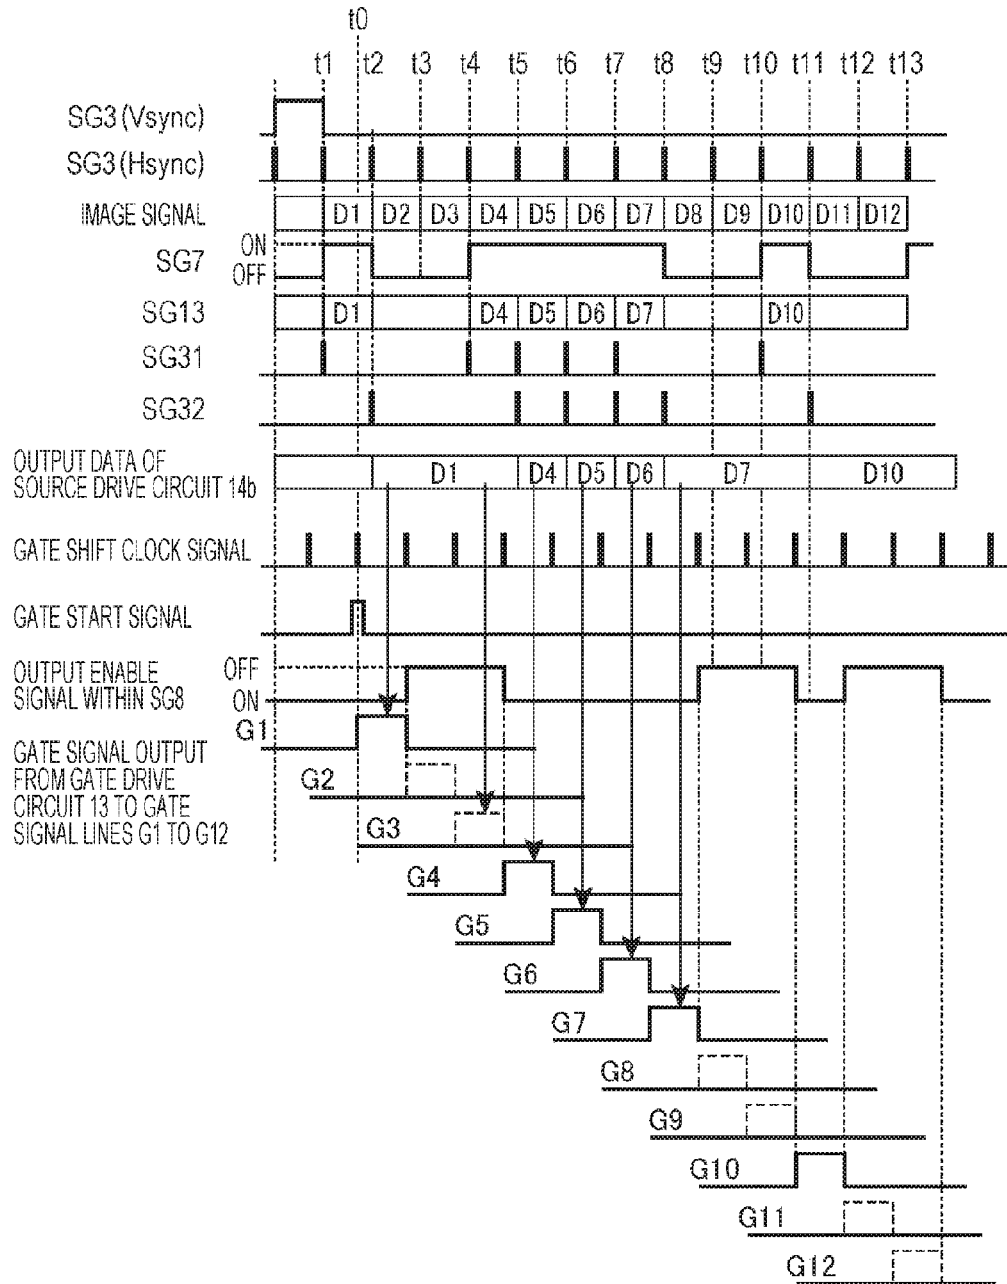 t0
t1 t2 t3 t4 t5 t6 t7 t8 t9 t10 t11 t12 t13
SG3 (Vsync)
SG3 (Hsync)
IMAGE SIGNAL D1 D2 D3 D4 D5 D6 D7 D8 D9 D10 D11 D12
SG7 ON
OFF
SG13 D1 D4 D5 D6 D7 D10
SG31
SG32
OUTPUT DATA OF
SOURCE DRIVE CIRCUIT 14b D1 D4 D5 D6 D7 D10
GATE SHIFT CLOCK SIGNAL
GATE START SIGNAL
OUTPUT ENABLE OFF
SIGNAL WITHIN SG8 ON
G1
GATE SIGNAL OUTPUT
FROM GATE DRIVE G2
CIRCUIT 13 TO GATE
SIGNAL LINES G1 TO G12 G3
G4
G5
G6
G7
G8
G9
G10
G11
G12